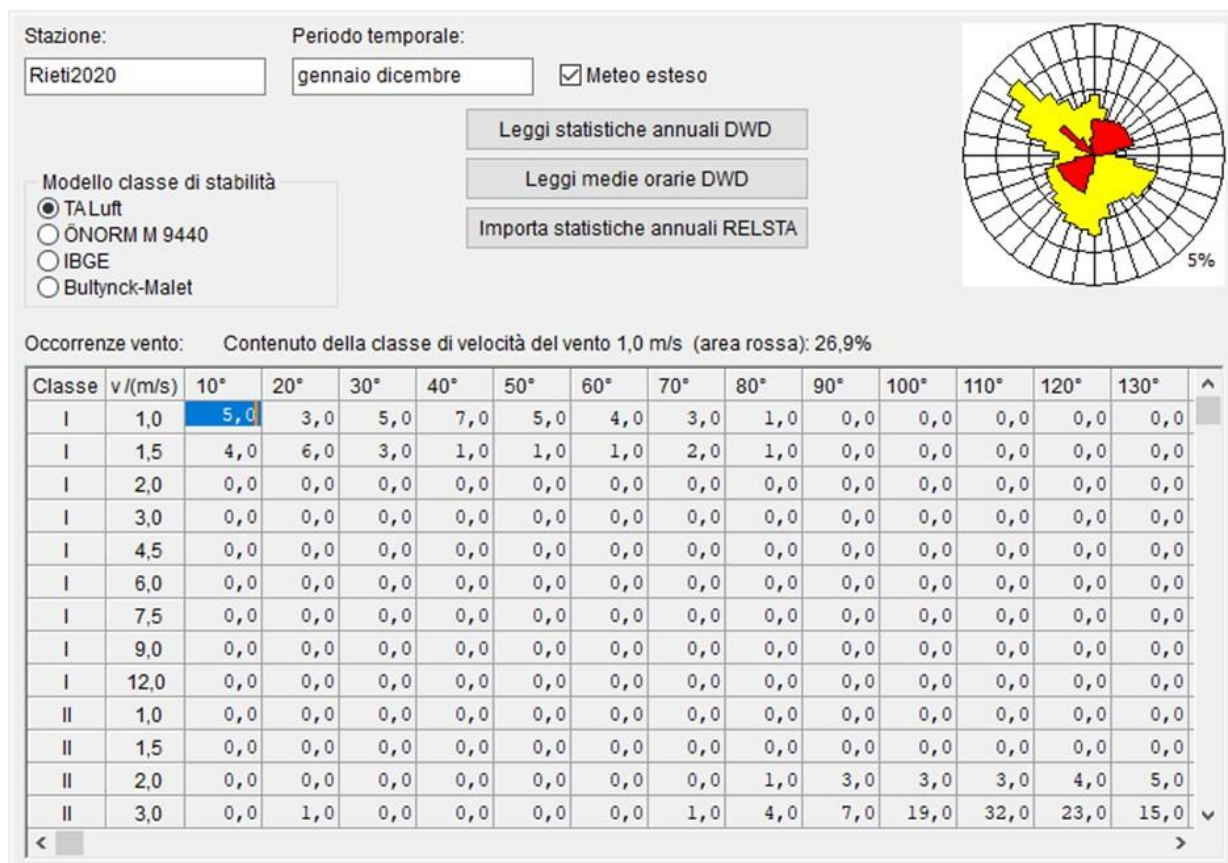 Stazione: Periodo temporale:
Rieti2020 gennaio dicembre Meteo esteso
Leggi statistiche annuali DWD
Modello classe di stabilità Leggi medie orarie DWD
TA Luft
ÖNORM M 9440 Importa statistiche annuali RELSTA
IBGE
Bultynck-Malet
5%
Occorrenze vento: Contenuto della classe di velocità del vento 1,0 m/s (area rossa): 26,9%
Classe v /(m/s) 10° 20° 30° 40° 50° 60° 70° 80° 90° 100° 110° 120° 130°
I 1,0 5,0 3,0 5,0 7,0 5,0 4,0 3,0 1,0 0,0 0,0 0,0 0,0 0,0
I 1,5 4,0 6,0 3,0 1,0 1,0 1,0 2,0 1,0 0,0 0,0 0,0 0,0 0,0
I 2,0 0,0 0,0 0,0 0,0 0,0 0,0 0,0 0,0 0,0 0,0 0,0 0,0 0,0
I 3,0 0,0 0,0 0,0 0,0 0,0 0,0 0,0 0,0 0,0 0,0 0,0 0,0 0,0
I 4,5 0,0 0,0 0,0 0,0 0,0 0,0 0,0 0,0 0,0 0,0 0,0 0,0 0,0
I 6,0 0,0 0,0 0,0 0,0 0,0 0,0 0,0 0,0 0,0 0,0 0,0 0,0 0,0
I 7,5 0,0 0,0 0,0 0,0 0,0 0,0 0,0 0,0 0,0 0,0 0,0 0,0 0,0
I 9,0 0,0 0,0 0,0 0,0 0,0 0,0 0,0 0,0 0,0 0,0 0,0 0,0 0,0
I 12,0 0,0 0,0 0,0 0,0 0,0 0,0 0,0 0,0 0,0 0,0 0,0 0,0 0,0
II 1,0 0,0 0,0 0,0 0,0 0,0 0,0 0,0 0,0 0,0 0,0 0,0 0,0 0,0
II 1,5 0,0 0,0 0,0 0,0 0,0 0,0 0,0 0,0 0,0 0,0 0,0 0,0 0,0
II 2,0 0,0 0,0 0,0 0,0 0,0 0,0 0,0 1,0 3,0 3,0 3,0 4,0 5,0
II 3,0 0,0 1,0 0,0 0,0 0,0 0,0 1,0 4,0 7,0 19,0 32,0 23,0 15,0